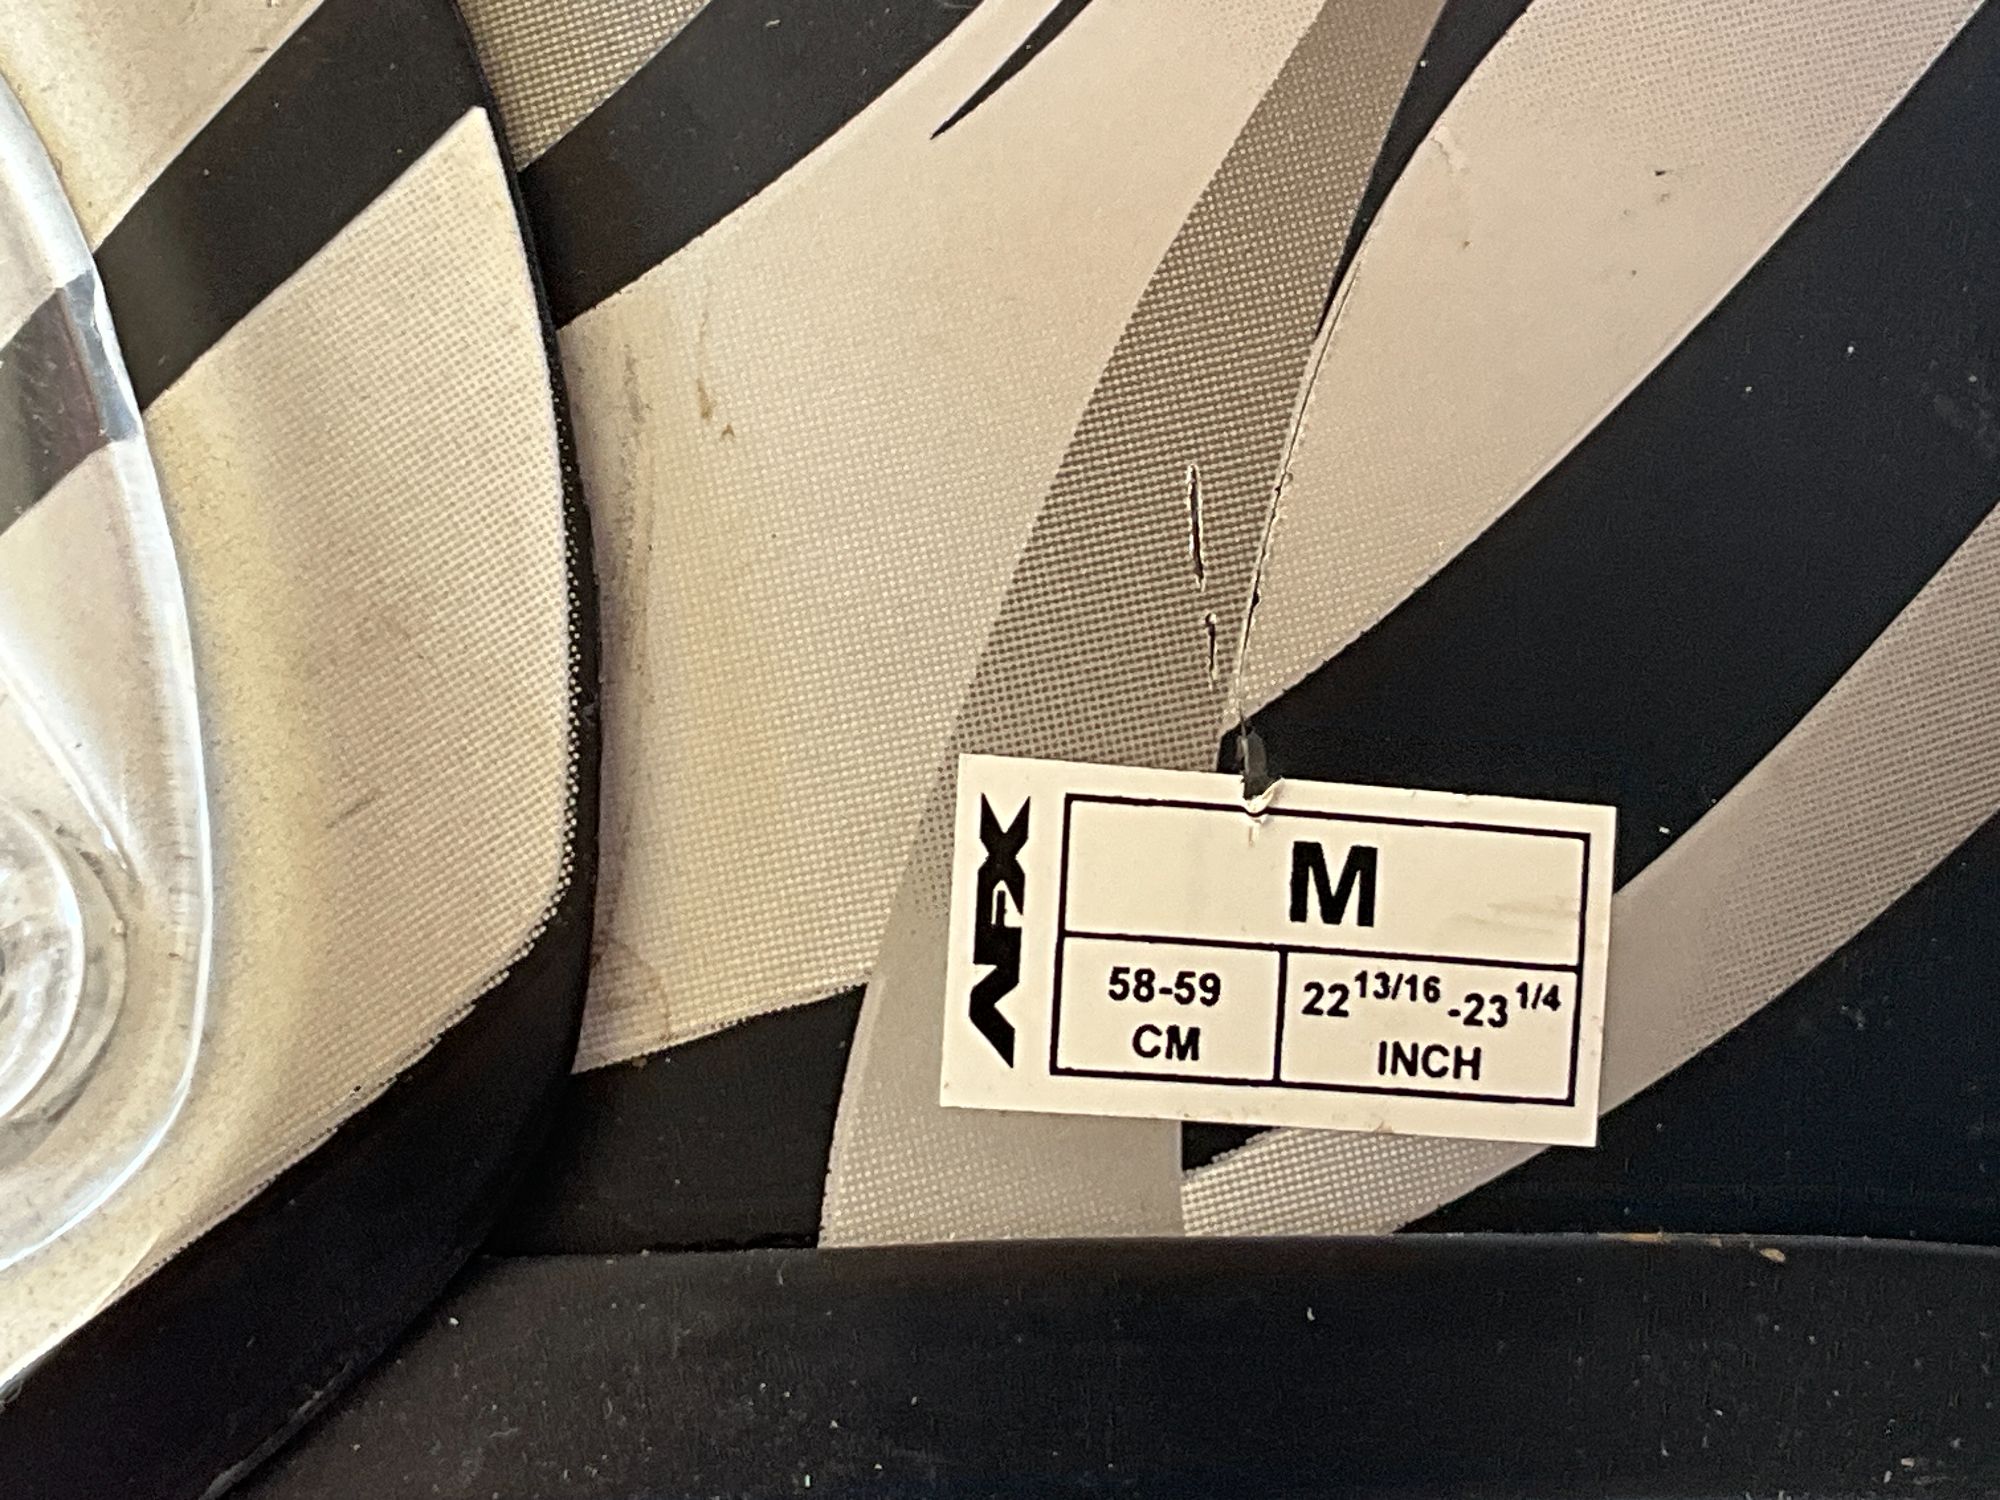 AFX
M
58-59
CM
22 13/16 -23 1/4
INCH